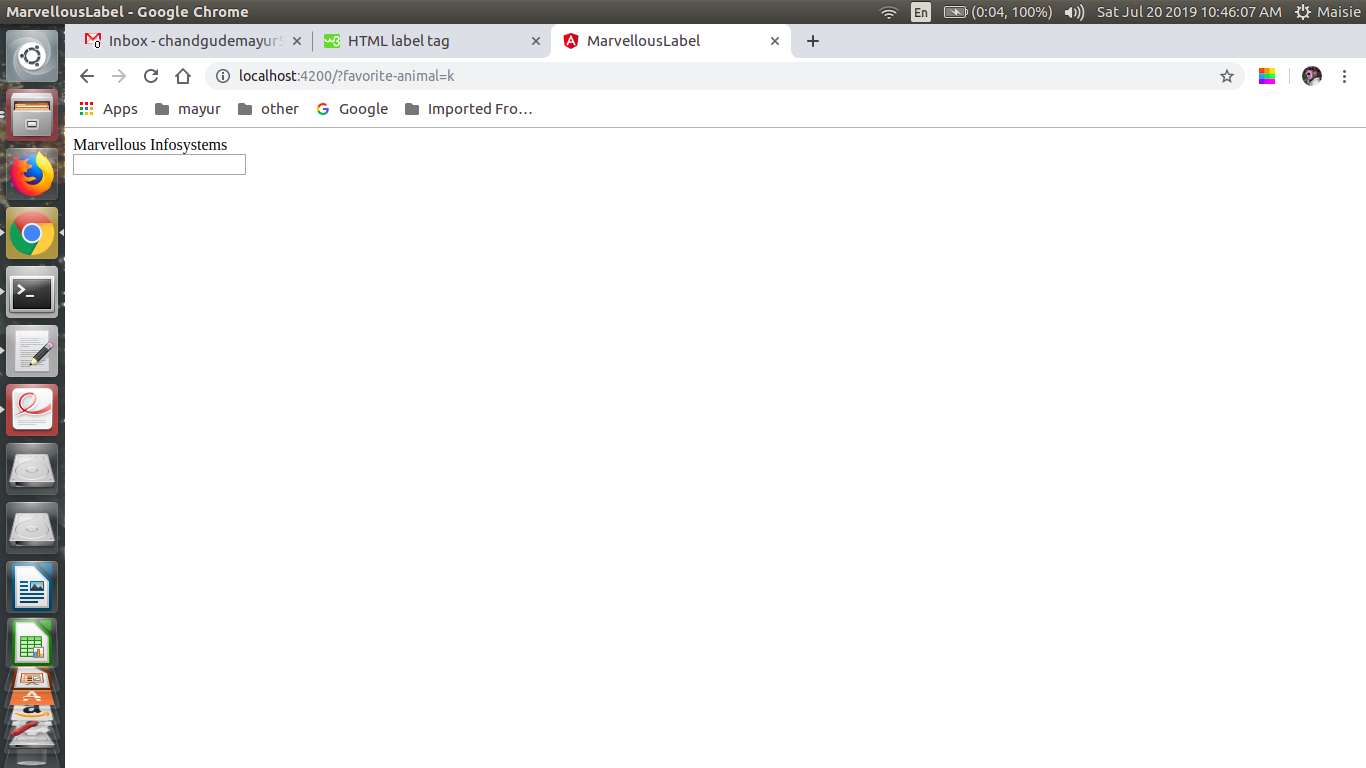 MarvellousLabel - Google Chrome
En
(0:04, 100%)
Sat Jul 20 2019 10:46:07 AM
Maisie
Inbox - chandgudemayur
HTML label tag
MarvellousLabel
localhost:4200/?favorite-animal=k
Apps
mayur
other
Google
Imported Fro…
Marvellous Infosystems